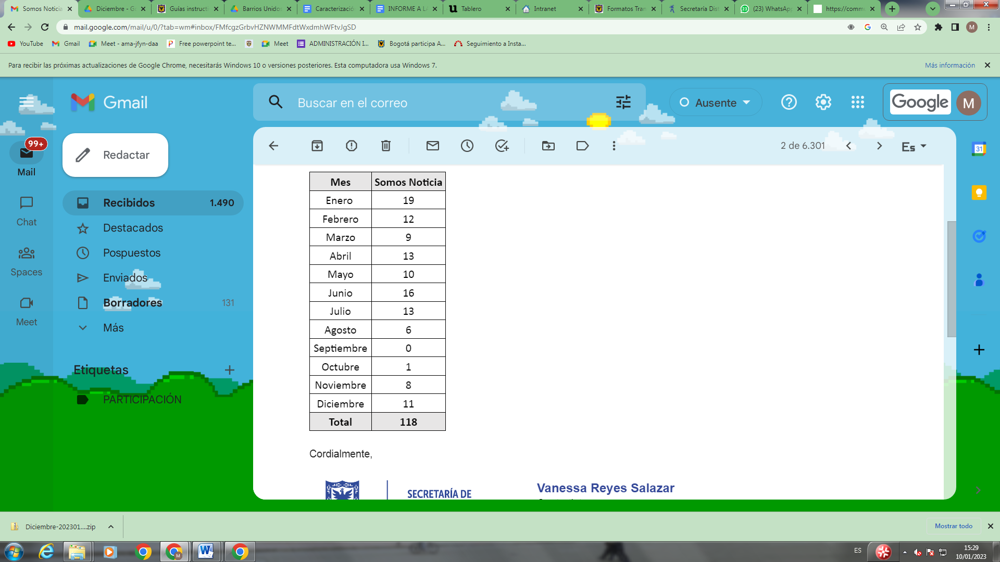 Somos Noticia
Diciembre - Go
Guías instructi
Barrios Unidos
Caracterizació
INFORME A LA
Tablero
Intranet
Formatos Tran
Secretaría Dist
(23) WhatsApp
https://commu
mail.google.com/mail/u/0/?tab=wm#inbox/FMfcgzGrbvHZNWMMFdtWxdmhWFtvJgSD
M
YouTube
Gmail
Meet - ama-jfyn-daa
Free powerpoint te...
Meet
ADMINISTRACIÓN I...
Bogotá participa A...
Seguimiento a Insta...
Para recibir las próximas actualizaciones de Google Chrome, necesitarás Windows 10 o versiones posteriores. Esta computadora usa Windows 7.
Más información
Gmail
Buscar en el correo
Ausente
Google
M
99+
Mail
Chat
Spaces
Meet
Redactar
Recibidos 1.490
Destacados
Pospuestos
Enviados
Borradores 131
Más
Etiquetas
PARTICIPACIÓN
2 de 6.301
Es
31
Mes Somos Noticia
Enero 19
Febrero 12
Marzo 9
Abril 13
Mayo 10
Junio 16
Julio 13
Agosto 6
Septiembre 0
Octubre 1
Noviembre 8
Diciembre 11
Total 118
Cordialmente,
SECRETARÍA DE
Vanessa Reyes Salazar
Diciembre-202301....zip
Mostrar todo
ES
15:29
10/01/2023